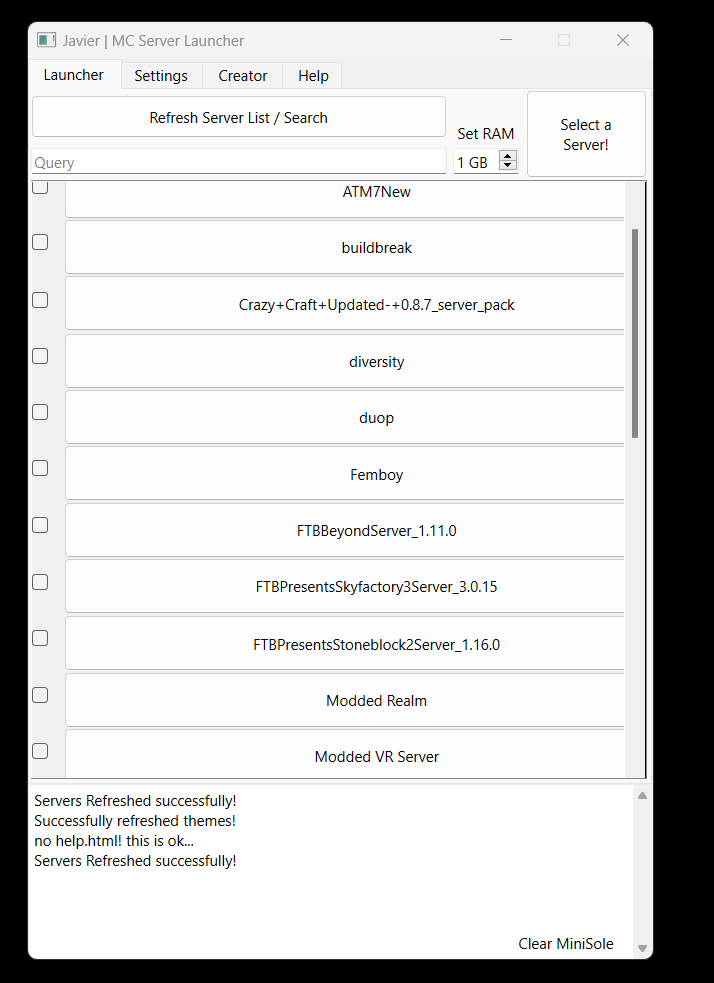 Javier | MC Server Launcher
Launcher Settings Creator Help
Refresh Server List / Search
Set RAM
Select a
Server!
Query
1 GB
ATM7New
buildbreak
Crazy+Craft+Updated-+0.8.7_server_pack
diversity
duop
Femboy
FTBBeyondServer_1.11.0
FTBPresentsSkyfactory3Server_3.0.15
FTBPresentsStoneblock2Server_1.16.0
Modded Realm
Modded VR Server
Servers Refreshed successfully!
Successfully refreshed themes!
no help.html! this is ok...
Servers Refreshed successfully!
Clear MiniSole